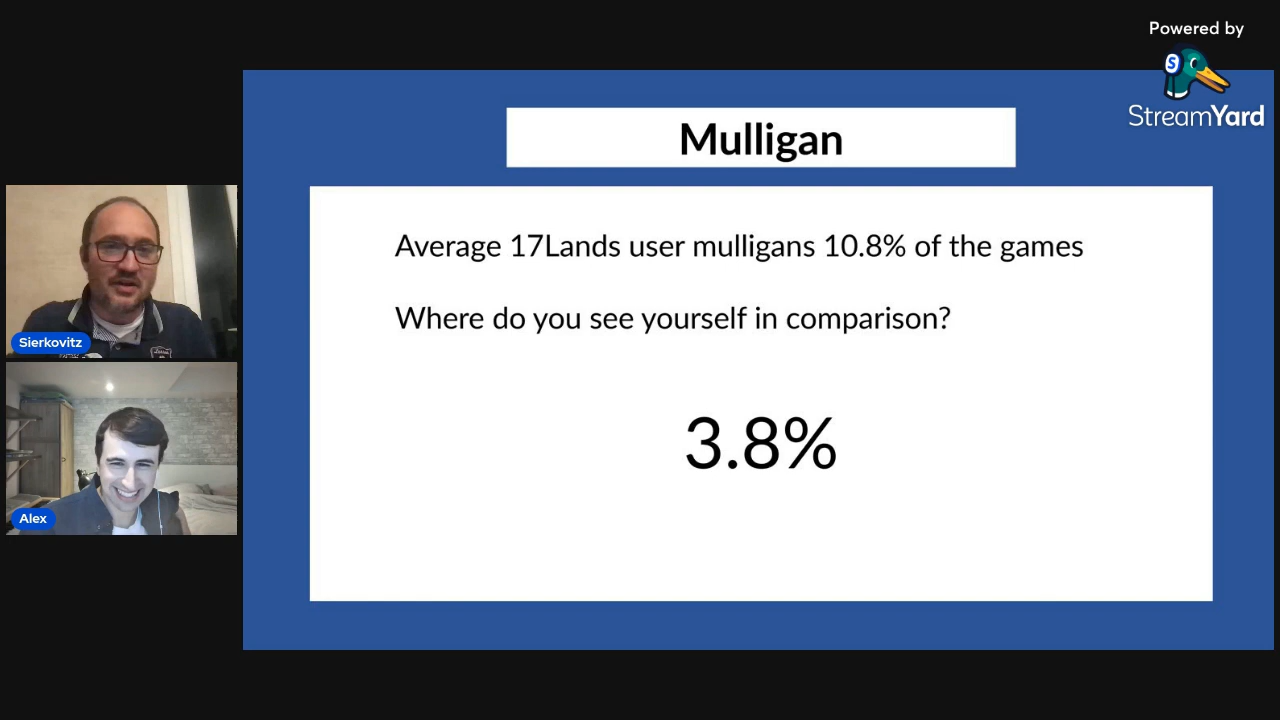 Powered by
S
StreamYard
Mulligan
Average 17Lands user mulligans 10.8% of the games
Where do you see yourself in comparison?
3.8%
Sierkovitz
Alex